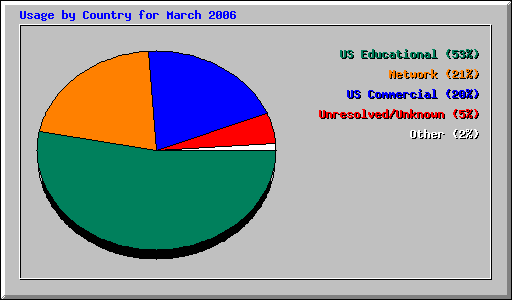 Usage by Country for March 2006
US Educational (53%)
Network (21%)
US Commercial (20%)
Unresolved/Unknown (5%)
Other (2%)